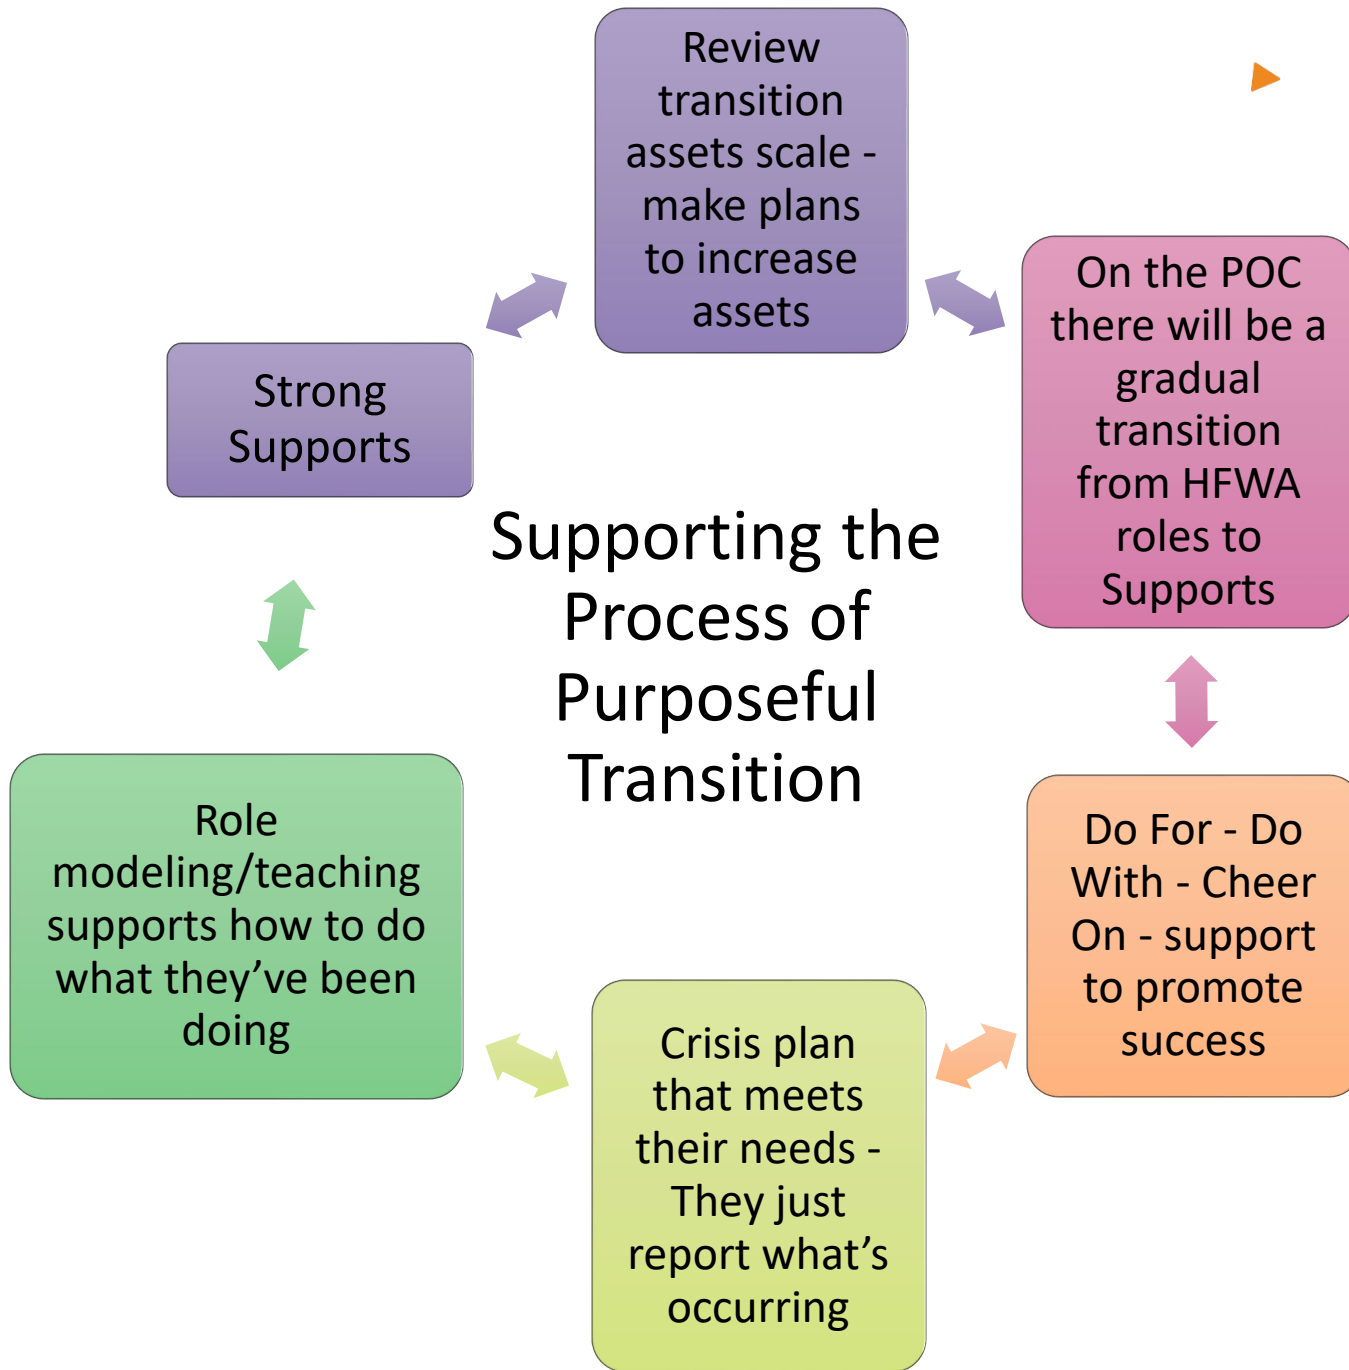 Review
transition
assets scale -
make plans
to increase
assets
On the POC
there will be a
gradual
transition
from HFWA
roles to
Supports
Do For - Do
With - Cheer
On - support
to promote
success
Crisis plan
that meets
their needs -
They just
report what’s
occurring
Role
modeling/teaching
supports how to do
what they’ve been
doing
Strong
Supports
Supporting the
Process of
Purposeful
Transition